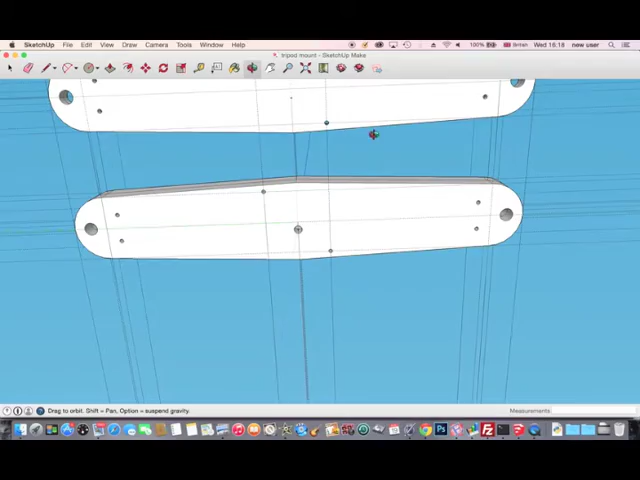 SketchUp File Edit View Draw Camera Tools Window Help 100% British Wed 16:18 new user
tripod mount - SketchUp Make
Drag to orbit. Shift = Pan, Option = suspend gravity. Measurements